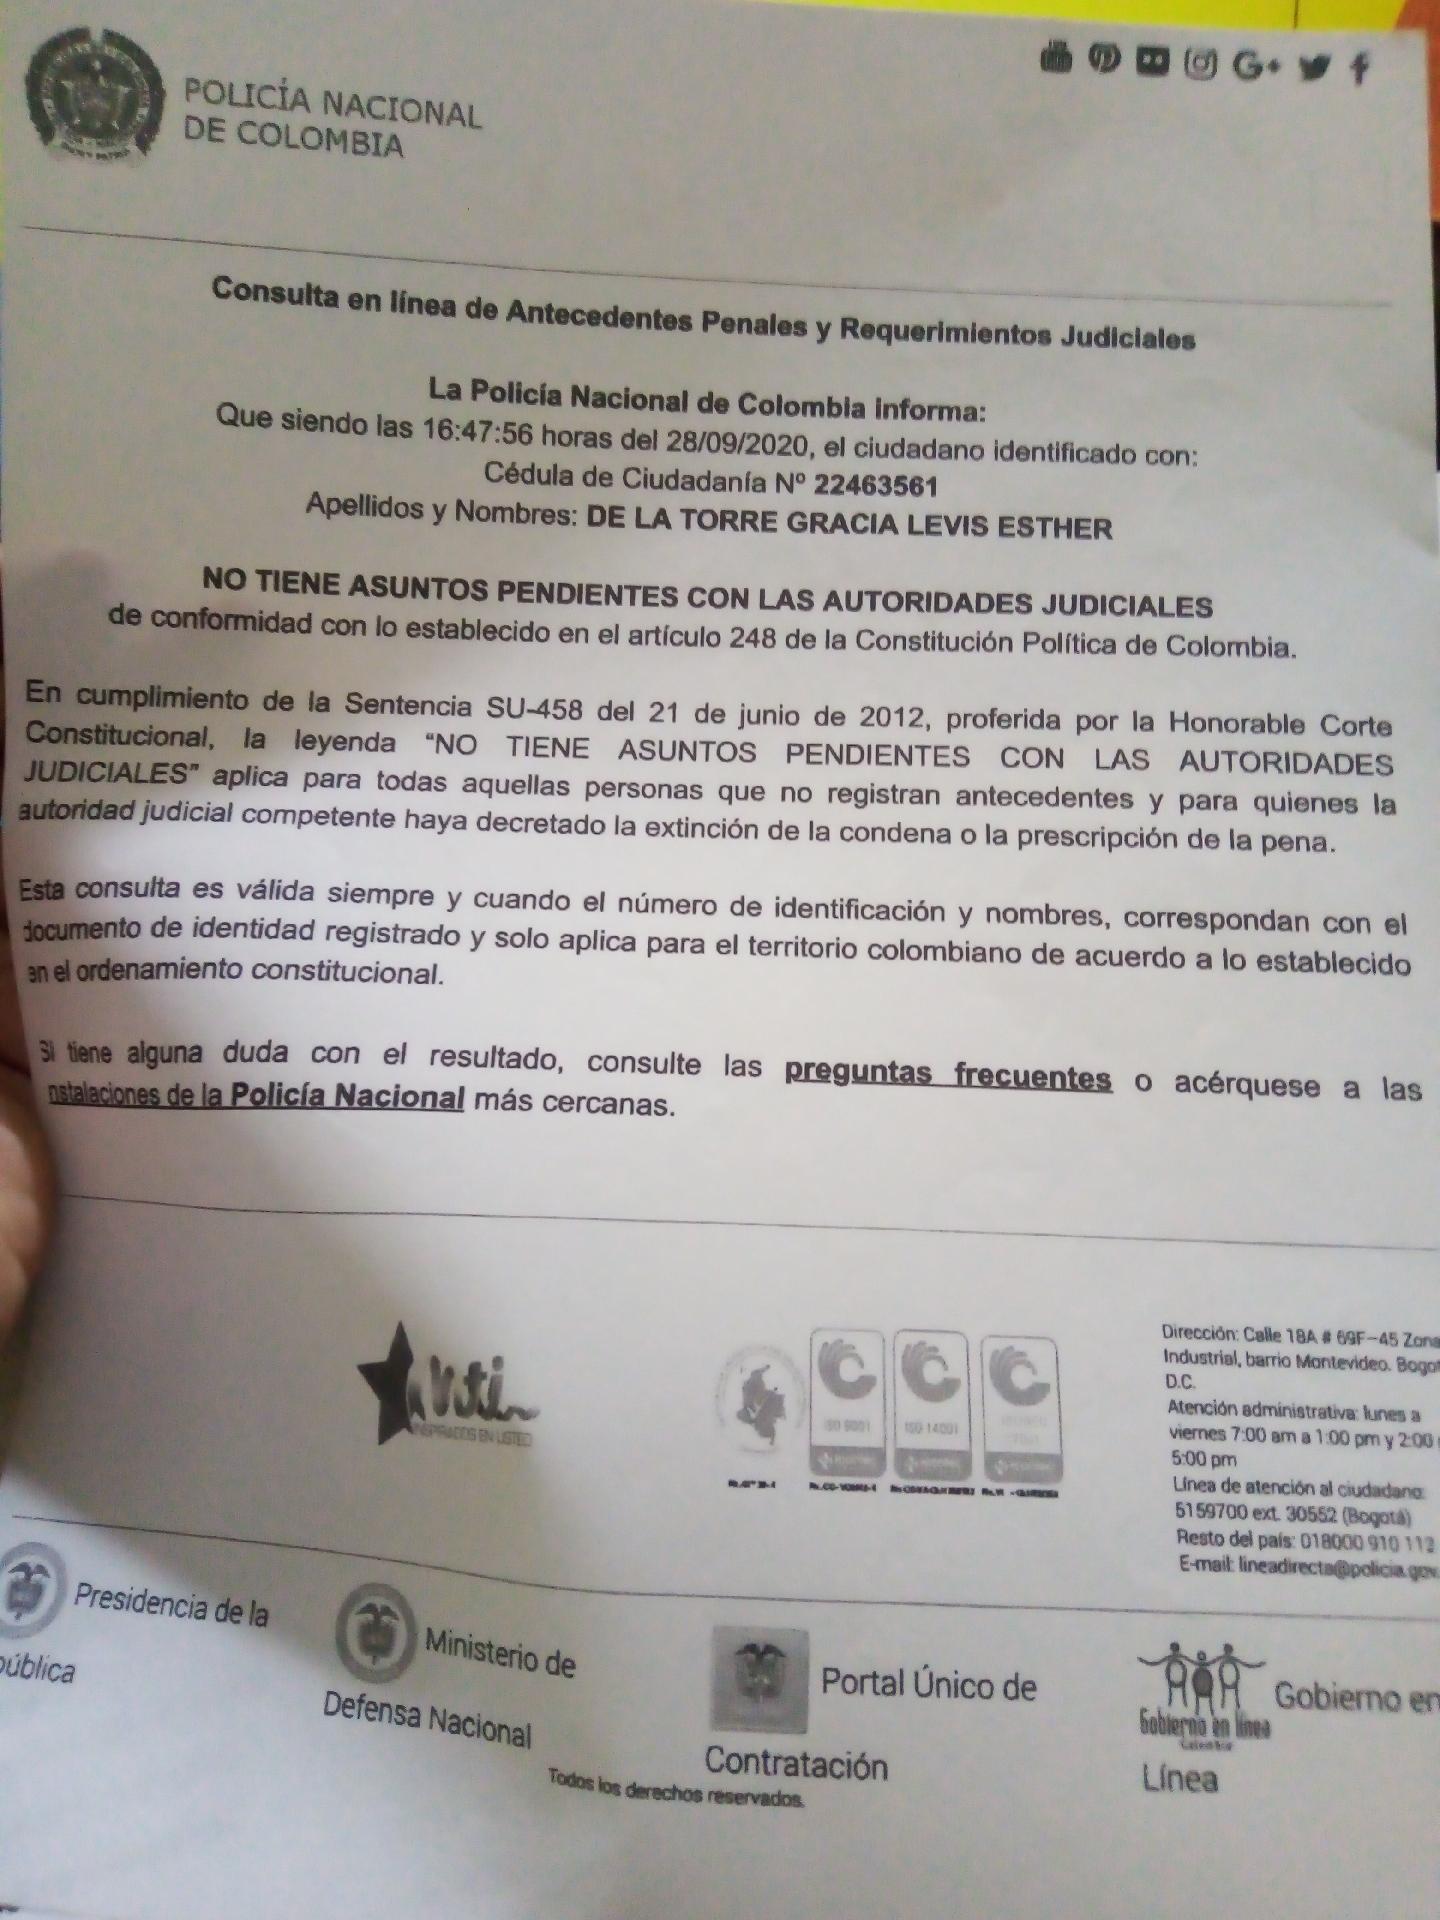 POLICÍA NACIONAL
DE COLOMBIA
Consulta en línea de Antecedentes Penales y Requerimientos Judiciales
La Policía Nacional de Colombia informa:
Que siendo las 16:47:56 horas del 28/09/2020, el ciudadano identificado con:
Cédula de Ciudadanía Nº 22463561
Apellidos y Nombres: DE LA TORRE GRACIA LEVIS ESTHER
NO TIENE ASUNTOS PENDIENTES CON LAS AUTORIDADES JUDICIALES
de conformidad con lo establecido en el artículo 248 de la Constitución Política de Colombia.
En cumplimiento de la Sentencia SU-458 del 21 de junio de 2012, proferida por la Honorable Corte
Constitucional, la leyenda “NO TIENE ASUNTOS PENDIENTES CON LAS AUTORIDADES
JUDICIALES” aplica para todas aquellas personas que no registran antecedentes y para quienes la
autoridad judicial competente haya decretado la extinción de la condena o la prescripción de la pena.
Esta consulta es válida siempre y cuando el número de identificación y nombres, correspondan con el
documento de identidad registrado y solo aplica para el territorio colombiano de acuerdo a lo establecido
en el ordenamiento constitucional.
Si tiene alguna duda con el resultado, consulte las preguntas frecuentes o acérquese a las
nstalaciones de la Policía Nacional más cercanas.
INSPIRADOS EN USTED
ISO 9001
ISO 14001
Dirección: Calle 18A # 69F-45 Zona
Industrial, barrio Montevideo. Bogot
D.C.
Atención administrativa: lunes a
viernes 7:00 am a 1:00 pm y 2:00
5:00 pm
Línea de atención al ciudadano:
5159700 ext. 30552 (Bogotá)
Resto del país: 018000 910 112
E-mail: lineadirecta@policia.gov.
Presidencia de la
pública
Ministerio de
Defensa Nacional
Portal Único de
Contratación
Gobierno en línea
Colombia
Gobierno en
Línea
Todos los derechos reservados.